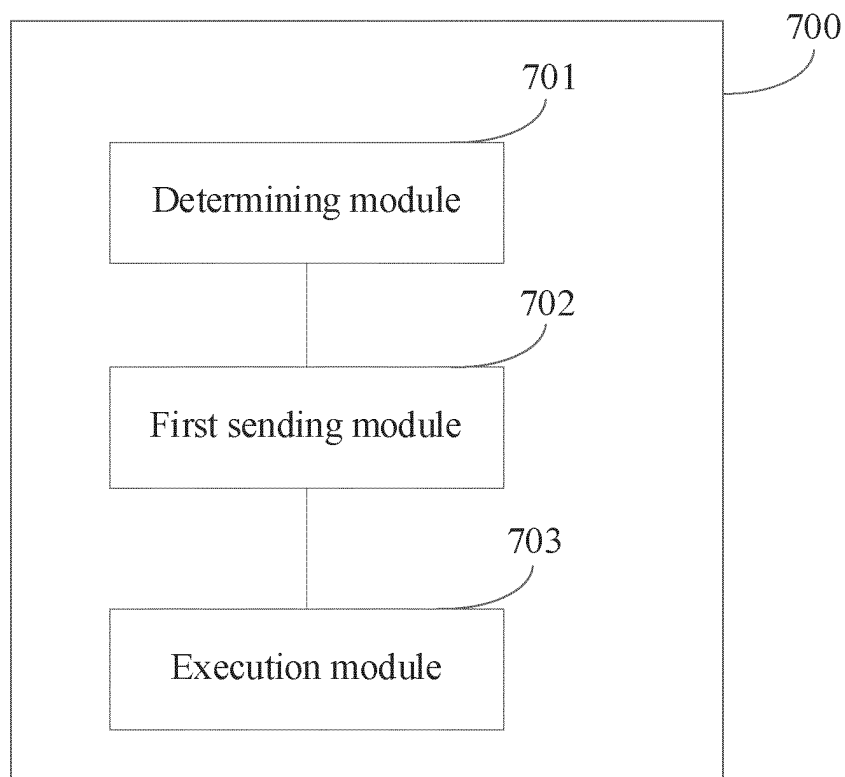 700
701
Determining module
702
First sending module
703
Execution module